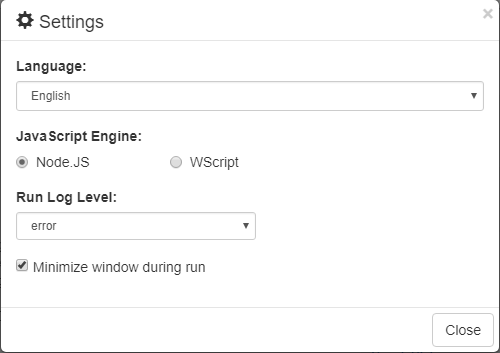 Settings
×
Language:
English
JavaScript Engine:
Node.JS
WScript
Run Log Level:
error
Minimize window during run
Close